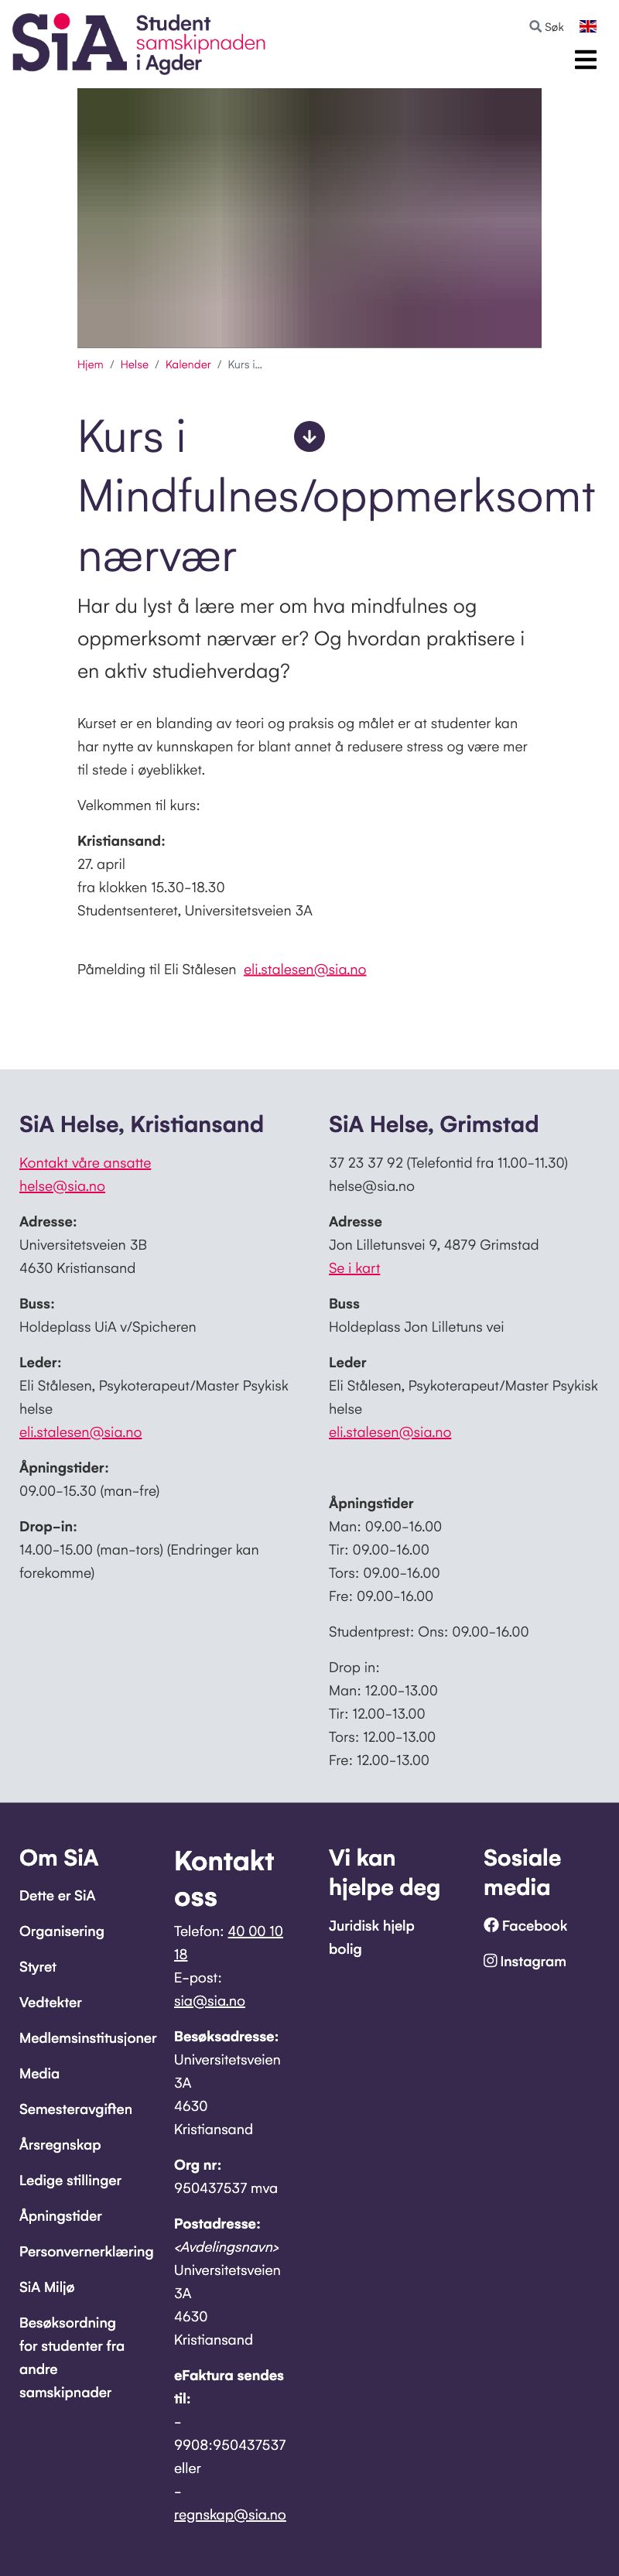 SiA Student
samskipnaden
i Agder
Søk
Hjem / Helse / Kalender / Kurs i...
Kurs i
Mindfulnes/oppmerksomt
nærvær
Har du lyst å lære mer om hva mindfulnes og
oppmerksomt nærvær er? Og hvordan praktisere i
en aktiv studiehverdag?
Kurset er en blanding av teori og praksis og målet er at studenter kan
har nytte av kunnskapen for blant annet å redusere stress og være mer
til stede i øyeblikket.
Velkommen til kurs:
Kristiansand:
27. april
fra klokken 15.30-18.30
Studentsenteret, Universitetsveien 3A
Påmelding til Eli Stålesen eli.stalesen@sia.no
SiA Helse, Kristiansand
Kontakt våre ansatte
helse@sia.no
Adresse:
Universitetsveien 3B
4630 Kristiansand
Buss:
Holdeplass UiA v/Spicheren
Leder:
Eli Stålesen, Psykoterapeut/Master Psykisk
helse
eli.stalesen@sia.no
Åpningstider:
09.00-15.30 (man-fre)
Drop-in:
14.00-15.00 (man-tors) (Endringer kan
forekomme)
SiA Helse, Grimstad
37 23 37 92 (Telefontid fra 11.00-11.30)
helse@sia.no
Adresse
Jon Lilletunsvei 9, 4879 Grimstad
Se i kart
Buss
Holdeplass Jon Lilletuns vei
Leder
Eli Stålesen, Psykoterapeut/Master Psykisk
helse
eli.stalesen@sia.no
Åpningstider
Man: 09.00-16.00
Tir: 09.00-16.00
Tors: 09.00-16.00
Fre: 09.00-16.00
Studentprest: Ons: 09.00-16.00
Drop in:
Man: 12.00-13.00
Tir: 12.00-13.00
Tors: 12.00-13.00
Fre: 12.00-13.00
Om SiA
Dette er SiA
Organisering
Styret
Vedtekter
Medlemsinstitusjoner
Media
Semesteravgiften
Årsregnskap
Ledige stillinger
Åpningstider
Personvernerklæring
SiA Miljø
Besøksordning
for studenter fra
andre
samskipnader
Kontakt
oss
Telefon: 40 00 10
18
E-post:
sia@sia.no
Besøksadresse:
Universitetsveien
3A
4630
Kristiansand
Org nr:
950437537 mva
Postadresse:
<Avdelingsnavn>
Universitetsveien
3A
4630
Kristiansand
eFaktura sendes
til:
-
9908:950437537
eller
-
regnskap@sia.no
Vi kan
hjelpe deg
Juridisk hjelp
bolig
Sosiale
media
Facebook
Instagram